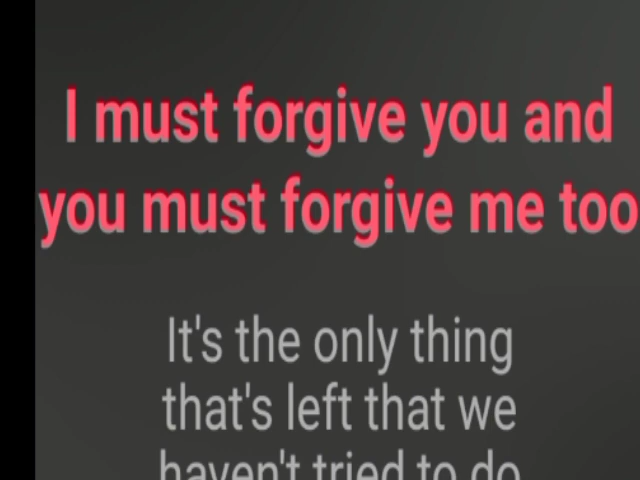 I must forgive you and
you must forgive me too
It's the only thing
that's left that we
haven't tried to do